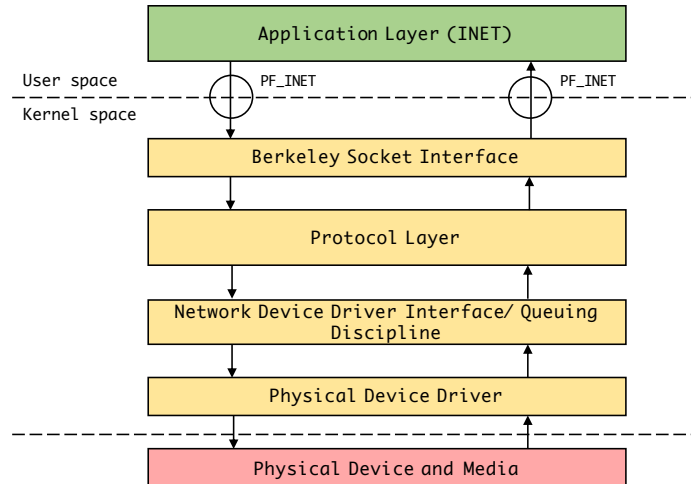 Application Layer (INET)
User space
PF_INET
PF_INET
Kernel space
Berkeley Socket Interface
Protocol Layer
Network Device Driver Interface/ Queuing
Discipline
Physical Device Driver
Physical Device and Media